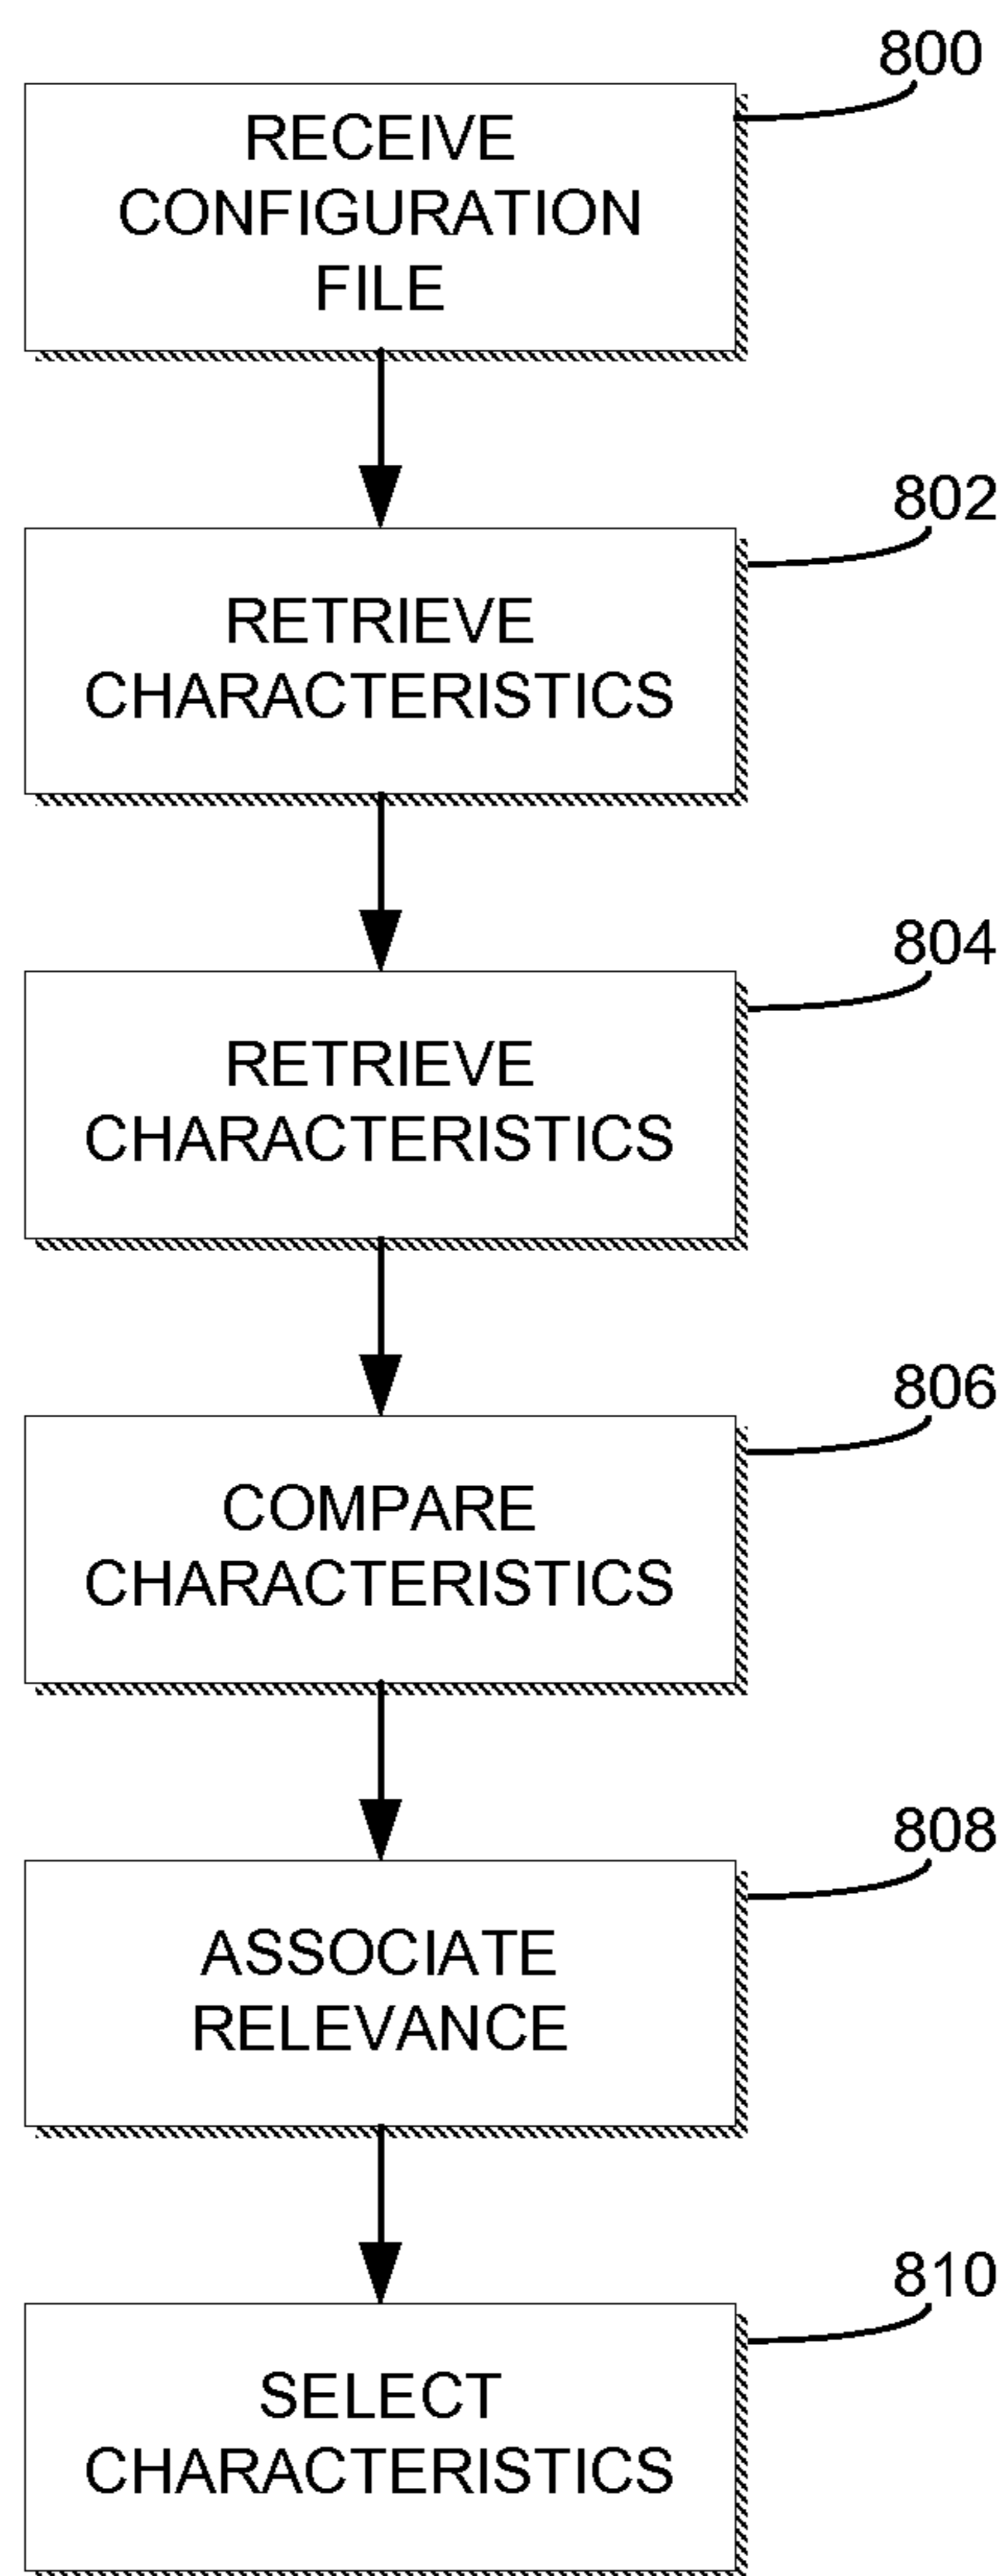 800
RECEIVE
CONFIGURATION
FILE
802
RETRIEVE
CHARACTERISTICS
804
RETRIEVE
CHARACTERISTICS
806
COMPARE
CHARACTERISTICS
808
ASSOCIATE
RELEVANCE
810
SELECT
CHARACTERISTICS